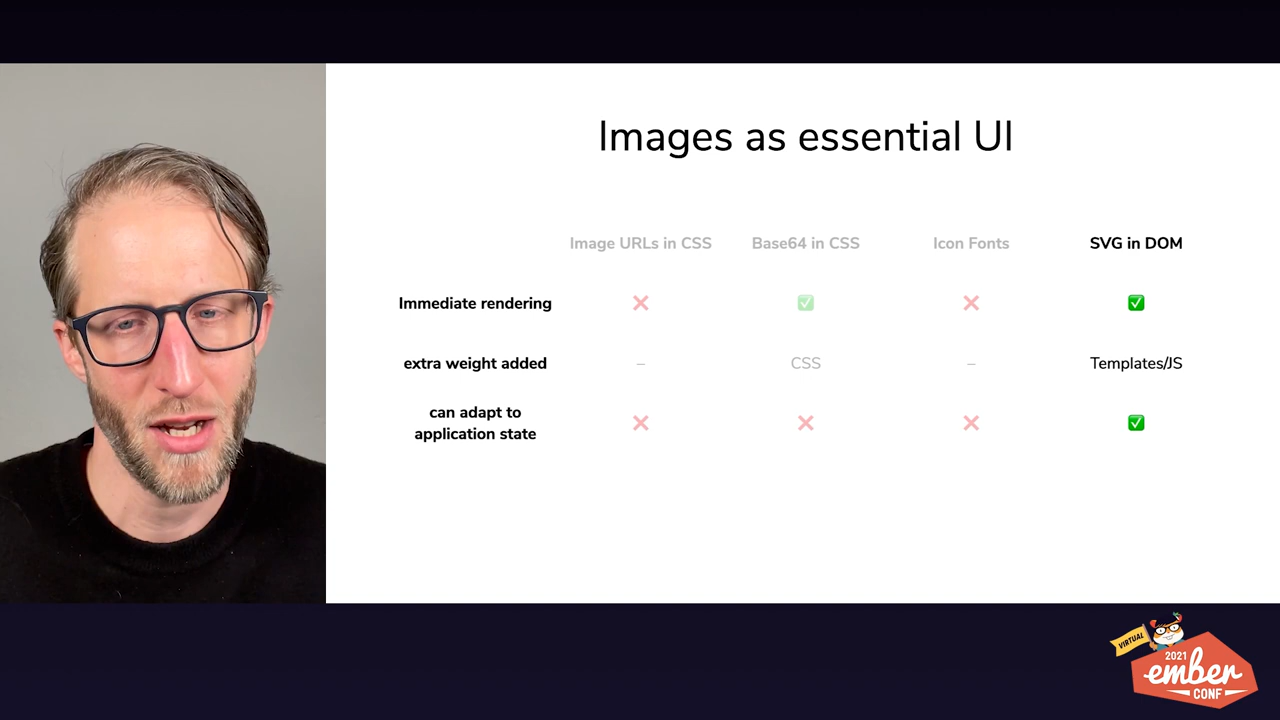 Images as essential UI
Image URLs in CSS Base64 in CSS Icon Fonts SVG in DOM
Immediate rendering ❌ ✅ ❌ ✅
extra weight added – CSS – Templates/JS
can adapt to
application state ❌ ❌ ❌ ✅
VIRTUAL
2021
ember
CONF